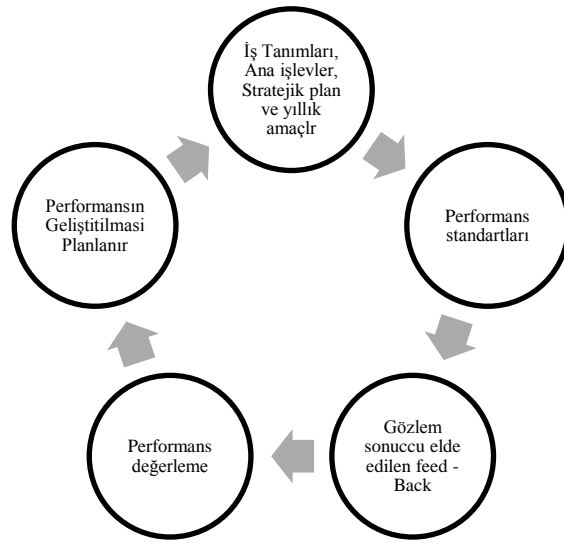 İş Tanımları,
Ana işlevler,
Stratejik plan
ve yıllık
amaçlr
Performans
standartları
Gözlem
sonuccu elde
edilen feed -
Back
Performans
değerleme
Performansın
Geliştitilmasi
Planlanır